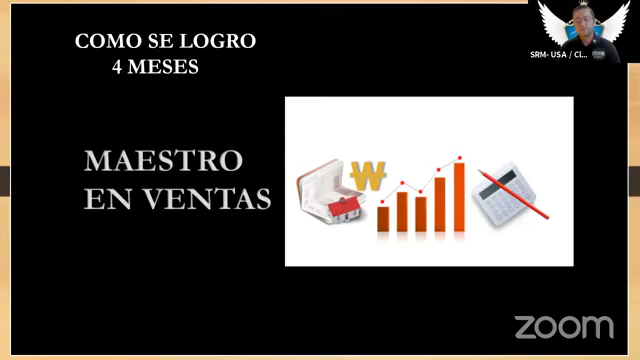 COMO SE LOGRO
4 MESES
SRM- USA / Cl...
MAESTRO
EN VENTAS
₩
zoom